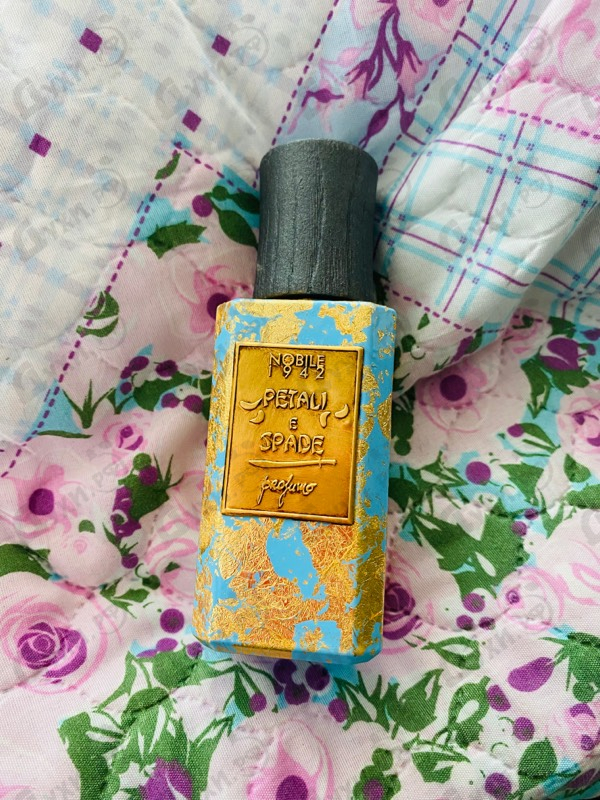 NOBILE
1942
PETALI
E
SPADE
profumo